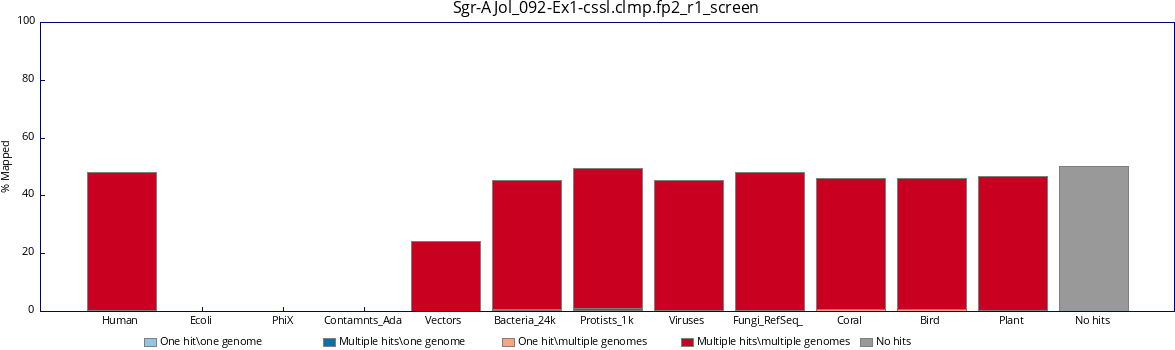 Sgr-AJol_092-Ex1-cssl.clmp.fp2_r1_screen
100
80
60
40
20
0
% Mapped
Human Ecoli PhiX Contamnts_Ada Vectors Bacteria_24k Protists_1k Viruses Fungi_RefSeq_ Coral Bird Plant No hits
One hit\one genome Multiple hits\one genome One hit\multiple genomes Multiple hits\multiple genomes No hits